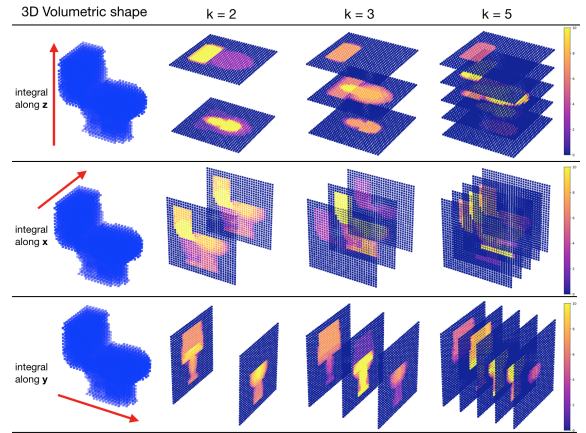 3D Volumetric shape k = 2 k = 3 k = 5
integral
along z
integral
along x
integral
along y